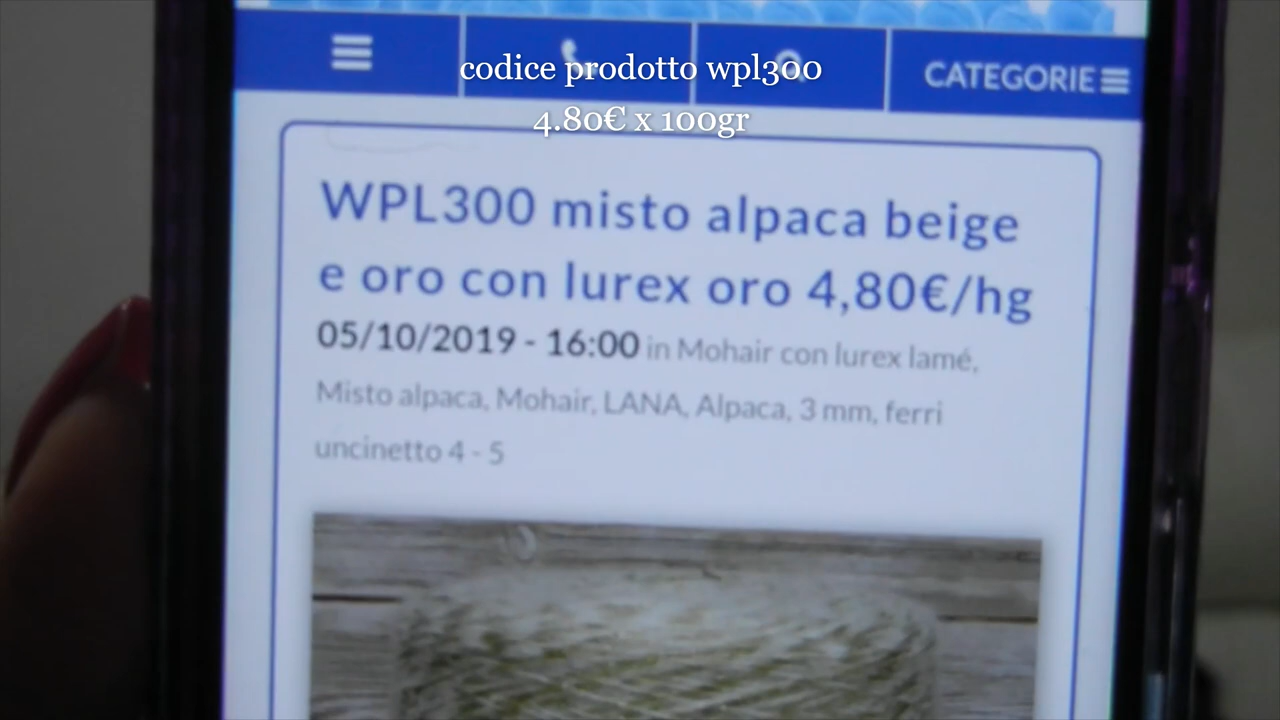 CATEGORIE
codice prodotto wpl300
4.80€ x 100gr
WPL300 misto alpaca beige
e oro con lurex oro 4,80€/hg
05/10/2019 - 16:00 in Mohair con lurex lamé,
Misto alpaca, Mohair, LANA, Alpaca, 3 mm, ferri
uncinetto 4 - 5